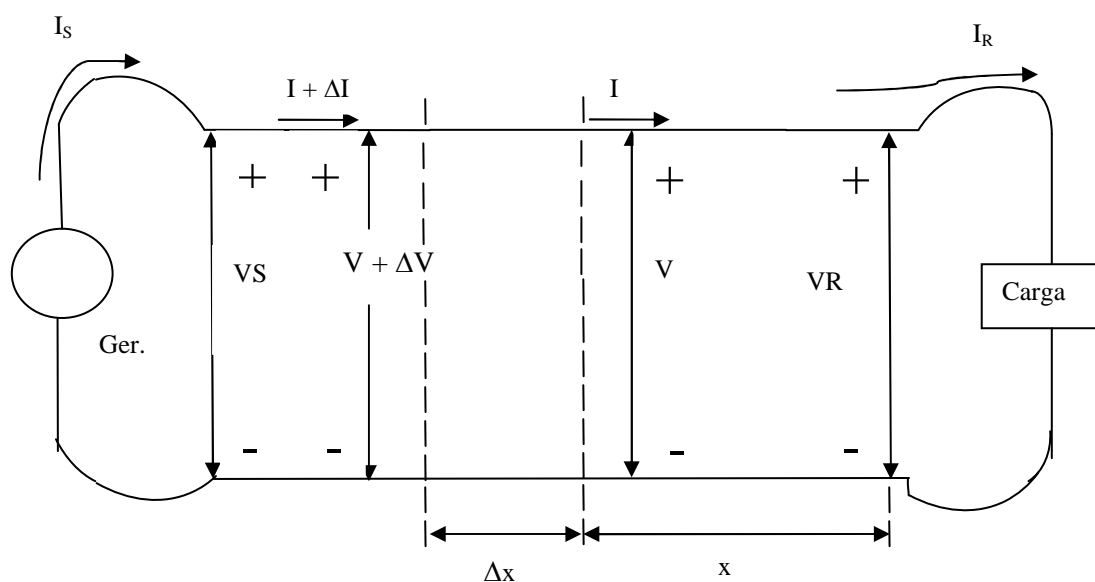 I_S
I_R
I + ΔI
I
+
+
+
+
VS
V + ΔV
V
VR
Carga
Ger.
-
-
-
-
Δx
x